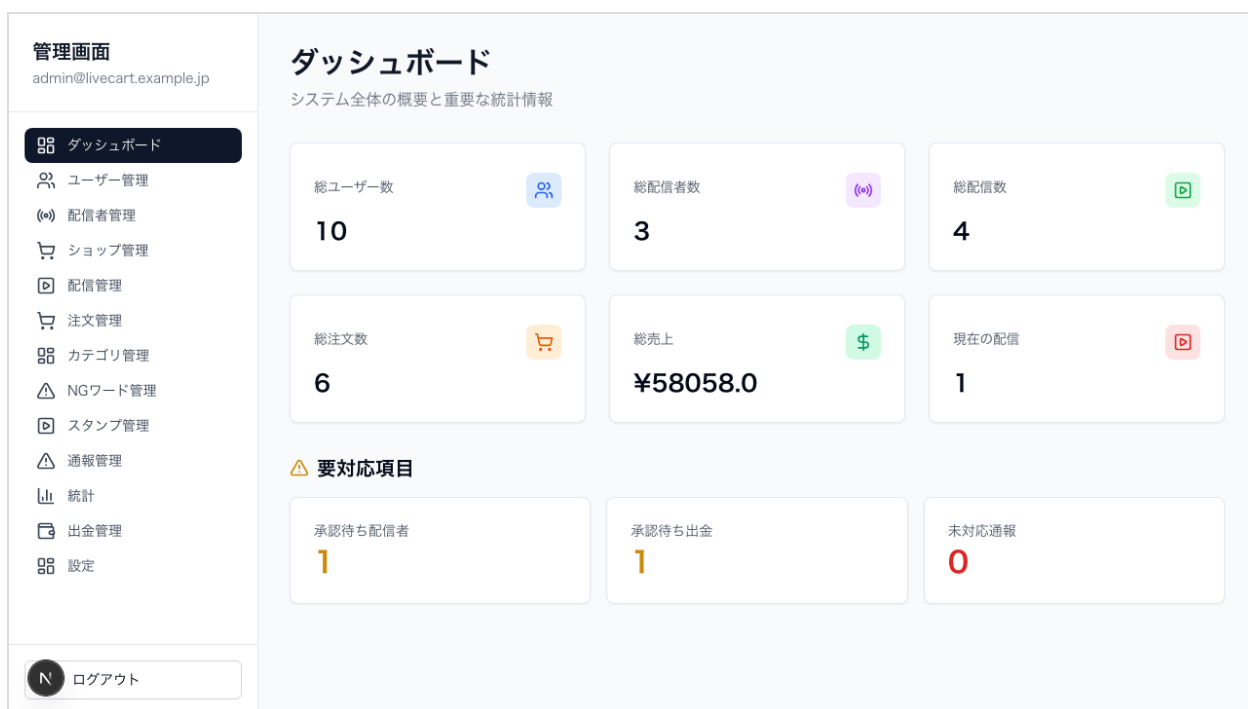 管理画面
admin@livecart.example.jp
ダッシュボード
ユーザー管理
配信者管理
ショップ管理
配信管理
注文管理
カテゴリ管理
NGワード管理
スタンプ管理
通報管理
統計
出金管理
設定
N
ログアウト
ダッシュボード
システム全体の概要と重要な統計情報
総ユーザー数
10
総配信者数
3
総配信数
4
総注文数
6
総売上
¥58058.0
現在の配信
1
要対応項目
承認待ち配信者
1
承認待ち出金
1
未対応通報
0